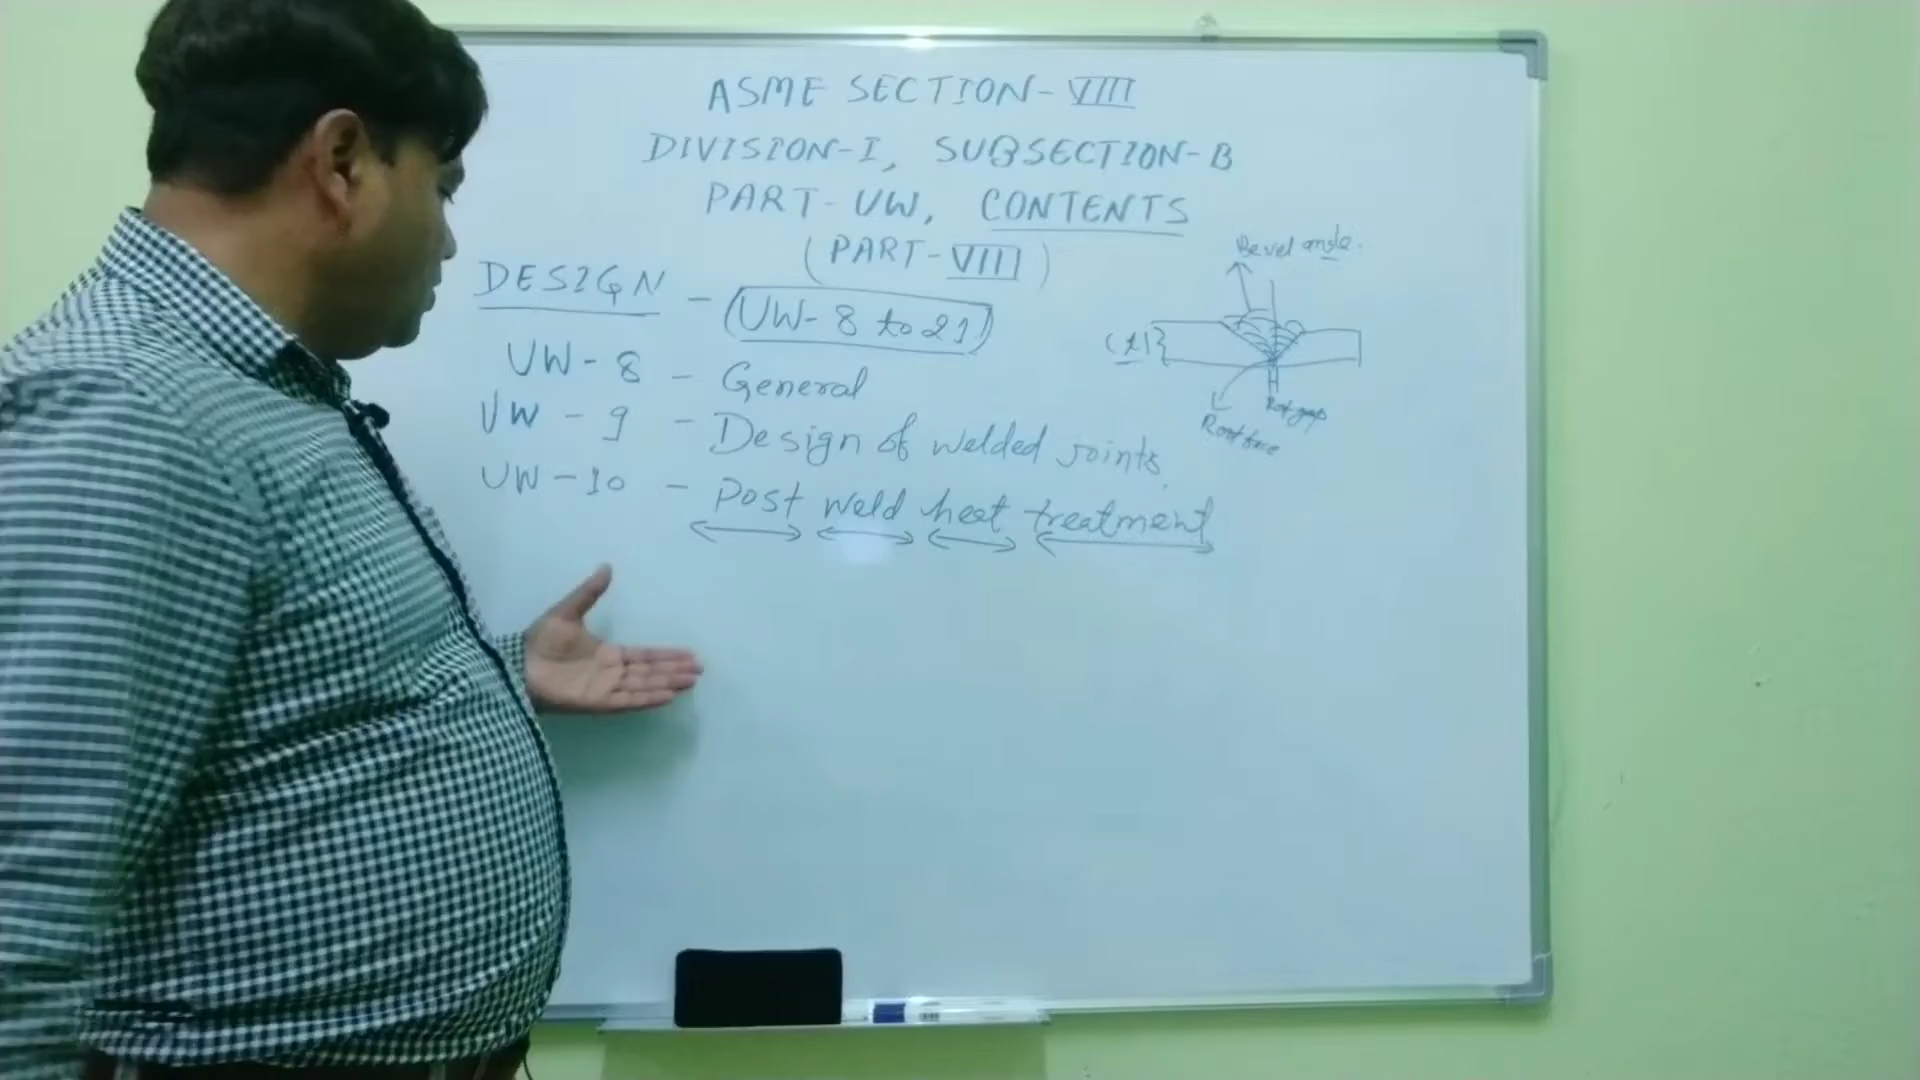 ASME SECTION-VIII
DIVISION-I, SUBSECTION-B
PART-UW, CONTENTS
(PART-VIII)
DESIGN - (UW-8 to 21)
UW-8 - General
UW-9 - Design of welded joints.
UW-10 - Post weld heat treatment
Bevel angle.
Root gap
Root face